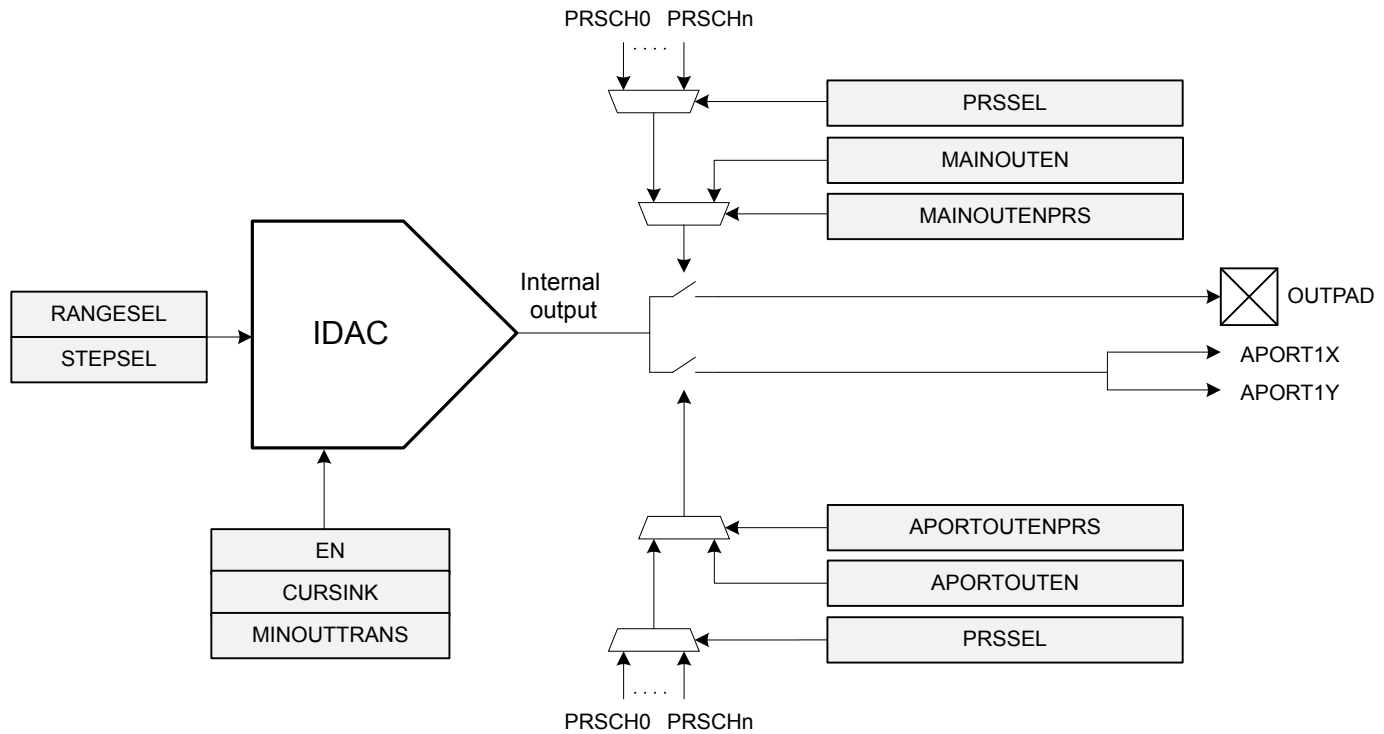 PRSCH0 PRSCHn
. . . .
PRSSEL
MAINOUTEN
MAINOUTENPRS
RANGESEL
STEPSEL
IDAC
Internal
output
OUTPAD
APORT1X
APORT1Y
EN
CURSINK
MINOUTTRANS
APORTOUTENPRS
APORTOUTEN
PRSSEL
. . . .
PRSCH0 PRSCHn